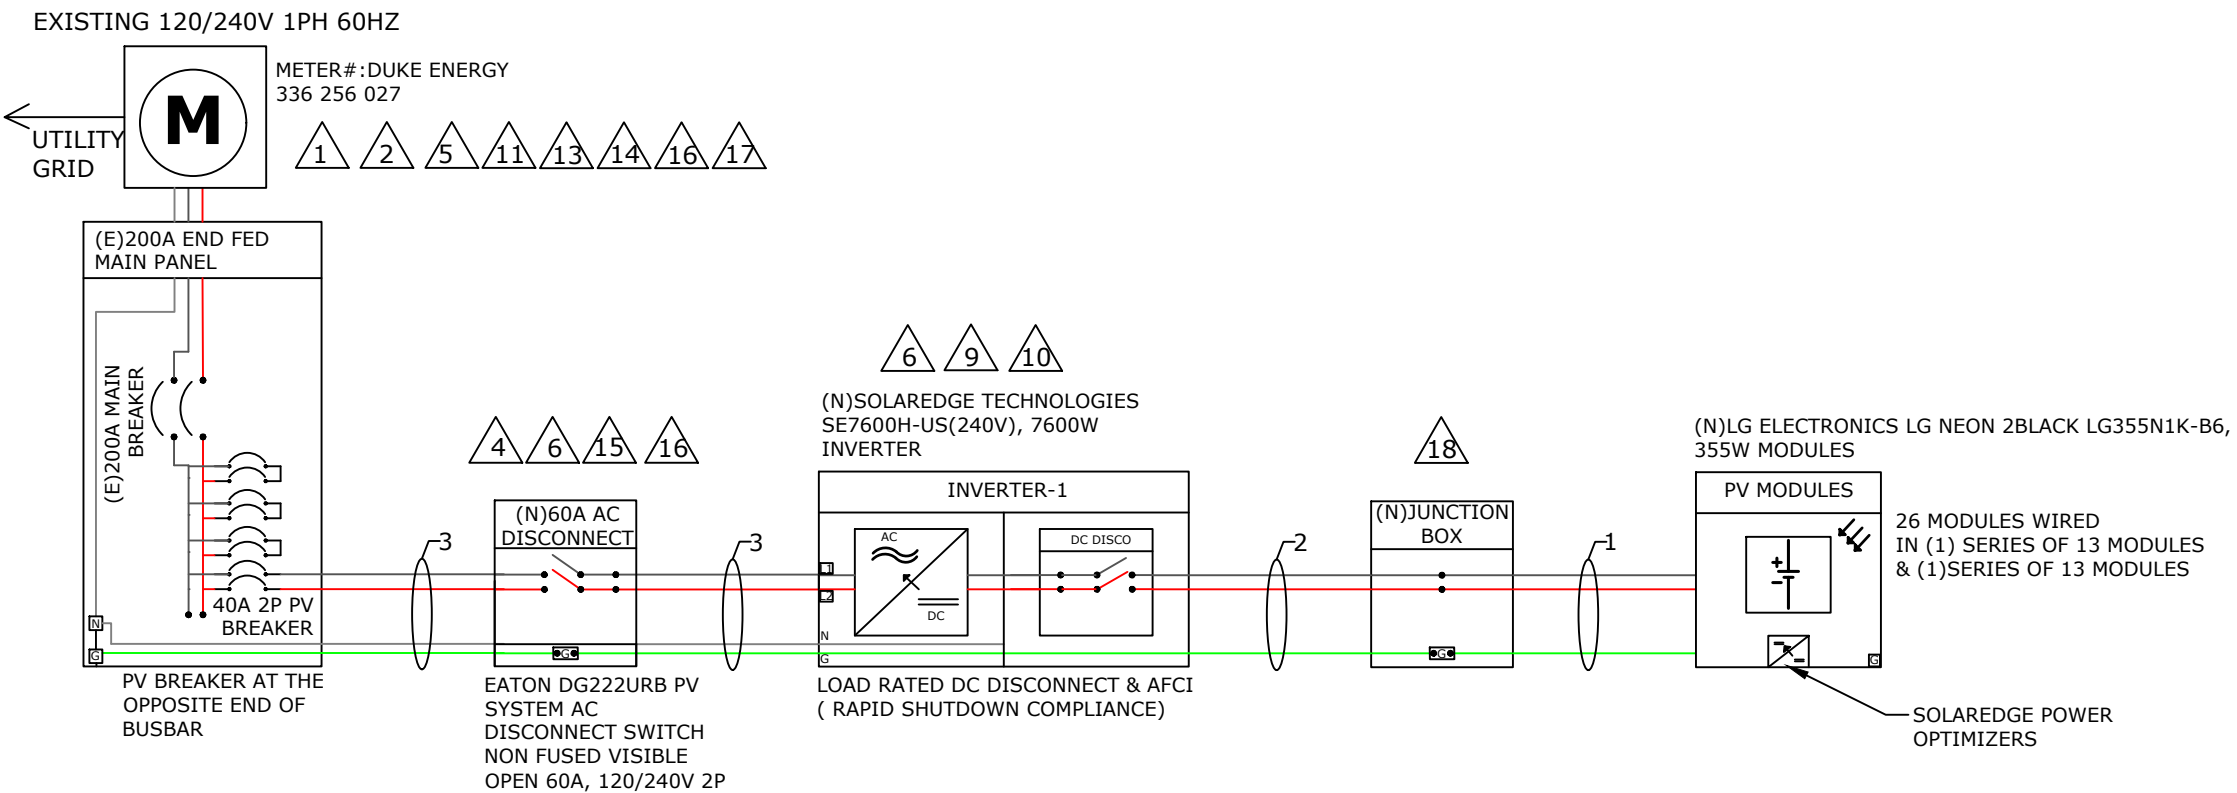 EXISTING 120/240V 1PH 60HZ
M
METER#:DUKE ENERGY
336 256 027
UTILITY
GRID
1
2
5
11
13
14
16
17
(E)200A END FED
MAIN PANEL
(E)200A MAIN
BREAKER
40A 2P PV
BREAKER
N
G
PV BREAKER AT THE
OPPOSITE END OF
BUSBAR
3
4
6
15
16
(N)60A AC
DISCONNECT
G
EATON DG222URB PV
SYSTEM AC
DISCONNECT SWITCH
NON FUSED VISIBLE
OPEN 60A, 120/240V 2P
3
6
9
10
(N)SOLAREDGE TECHNOLOGIES
SE7600H-US(240V), 7600W
INVERTER
INVERTER-1
AC
DC
DC DISCO
L1
L2
N
G
LOAD RATED DC DISCONNECT & AFCI
( RAPID SHUTDOWN COMPLIANCE)
2
18
(N)JUNCTION
BOX
G
1
(N)LG ELECTRONICS LG NEON 2BLACK LG355N1K-B6,
355W MODULES
PV MODULES
G
26 MODULES WIRED
IN (1) SERIES OF 13 MODULES
& (1)SERIES OF 13 MODULES
SOLAREDGE POWER
OPTIMIZERS